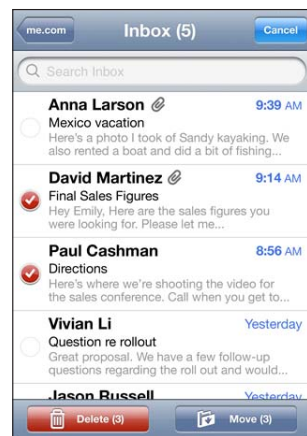 me.com Inbox (5) Cancel
Search Inbox
Anna Larson 9:39 AM
Mexico vacation
Here's a photo I took of Sandy kayaking. We
also rented a boat and did a bit of fishing...
David Martinez 9:14 AM
Final Sales Figures
Hey Emily, Here are the sales figures you
were looking for. Please let me...
Paul Cashman 8:56 AM
Directions
Here's where we're shooting the video for
the sales conference. Call when you get to...
Vivian Li Yesterday
Question re rollout
Great proposal. We have a few follow-up
questions regarding the roll out and would...
Jason Russell Yesterday
Delete (3) Move (3)